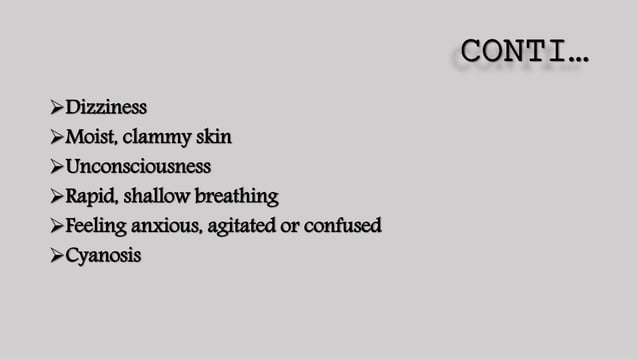 CONTI…
➢Dizziness
➢Moist, clammy skin
➢Unconsciousness
➢Rapid, shallow breathing
➢Feeling anxious, agitated or confused
➢Cyanosis